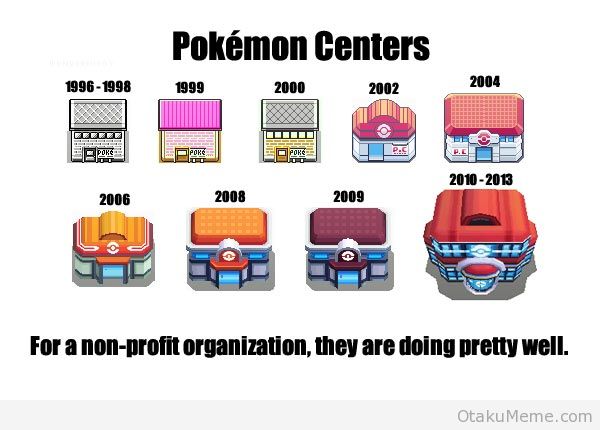 Pokémon Centers
1996 - 1998
1999
2000
2002
2004
POKÉ
POKÉ
POKÉ
P.C
P.C
2006
2008
2009
2010 - 2013
For a non-profit organization, they are doing pretty well.
OtakuMeme.com